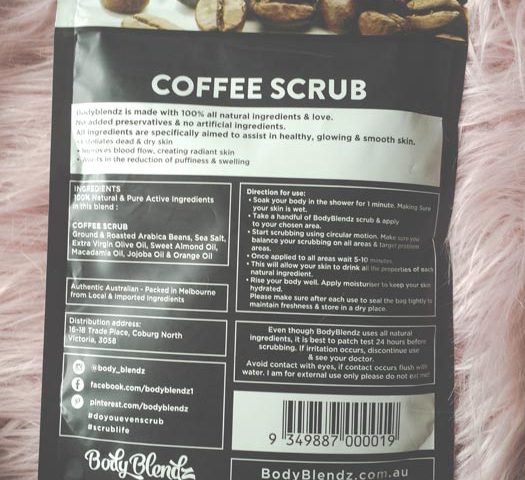 COFFEE SCRUB
Bodyblendz is made with 100% all natural ingredients & love.
No added preservatives & no artificial ingredients.
All ingredients are specifically aimed to assist in healthy, glowing & smooth skin.
Exfoliates dead & dry skin
Improves blood flow, creating radiant skin
Assists in the reduction of puffiness & swelling
INGREDIENTS
100% Natural & Pure Active Ingredients
in this blend :
COFFEE SCRUB
Ground & Roasted Arabica Beans, Sea Salt,
Extra Virgin Olive Oil, Sweet Almond Oil,
Macadamia Oil, Jojoba Oil & Orange Oil
Authentic Australian - Packed in Melbourne
from Local & Imported Ingredients
Distribution address:
16-18 Trade Place, Coburg North
Victoria, 3058
@body_blendz
facebook.com/bodyblendz1
pinterest.com/bodyblendz
#doyouevenscrub
#scrublife
Body Blendz
Direction for use:
• Soak your body in the shower for 1 minute. Making Sure
your skin is wet.
• Take a handful of BodyBlendz scrub & apply
to your chosen area.
• Start scrubbing using circular motion. Make sure you
balance your scrubbing on all areas & target problem
areas.
• Once applied to all areas wait 5-10 minutes.
• This will allow your skin to drink all the properties of each
natural ingredient.
• Rise your body well. Apply moisturiser to keep your skin
hydrated.
Please make sure after each use to seal the bag tightly to
maintain freshness & store in a dry place.
Even though BodyBlendz uses all natural
ingredients, it is best to patch test 24 hours before
scrubbing. If irritation occurs, discontinue use
& see your doctor.
Avoid contact with eyes, if contact occurs flush with
water. I am for external use only please do not eat me!
9 349887 000019
BodyBlendz.com.au